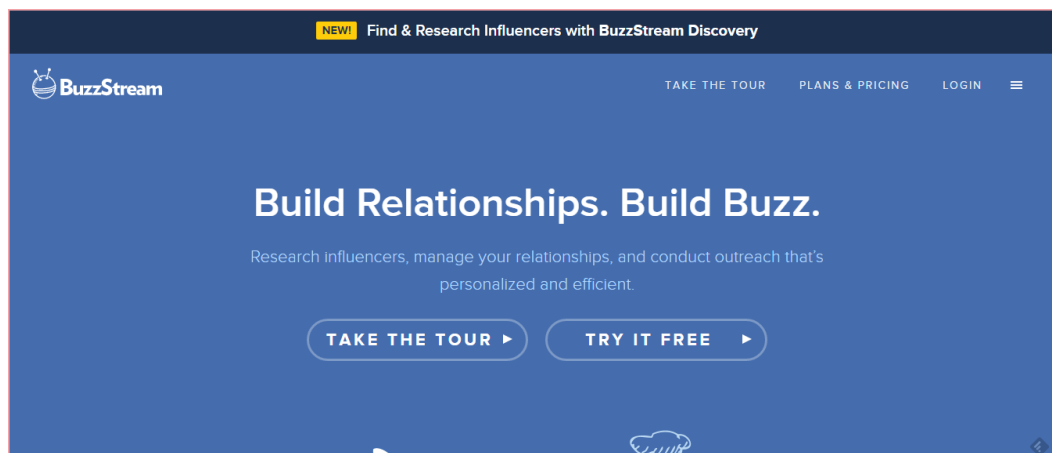 NEW! Find & Research Influencers with BuzzStream Discovery
BuzzStream
TAKE THE TOUR PLANS & PRICING LOGIN
Build Relationships. Build Buzz.
Research influencers, manage your relationships, and conduct outreach that's
personalized and efficient.
TAKE THE TOUR TRY IT FREE